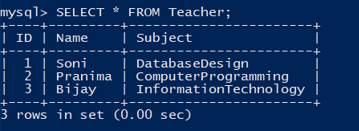 mysql> SELECT * FROM Teacher;
+----+---------+-----------------------+
| ID | Name    | Subject               |
+----+---------+-----------------------+
|  1 | Soni    | DatabaseDesign        |
|  2 | Pranima | ComputerProgramming   |
|  3 | Bijay   | InformationTechnology |
+----+---------+-----------------------+
3 rows in set (0.00 sec)